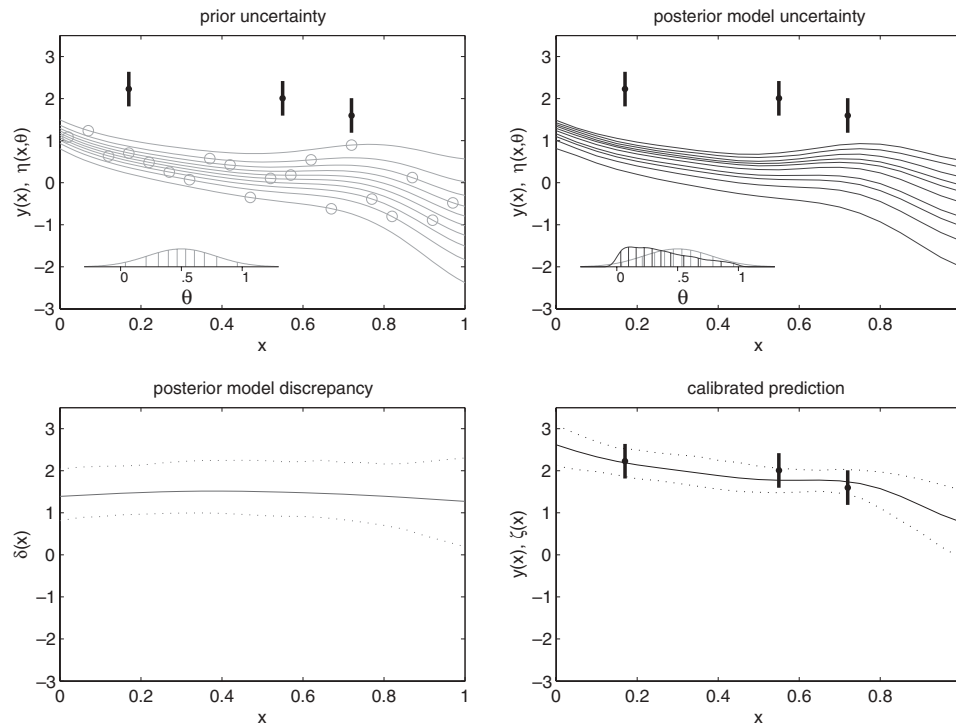 prior uncertainty
y(x), η(x,θ)
3
2
1
0
−1
−2
−3
0 .5 1
θ
0 0.2 0.4 0.6 0.8 1
x
posterior model uncertainty
y(x), η(x,θ)
3
2
1
0
−1
−2
−3
0 .5 1
θ
0 0.2 0.4 0.6 0.8
x
posterior model discrepancy
δ(x)
3
2
1
0
−1
−2
−3
0 0.2 0.4 0.6 0.8 1
x
calibrated prediction
y(x), ζ(x)
3
2
1
0
−1
−2
−3
0 0.2 0.4 0.6 0.8
x